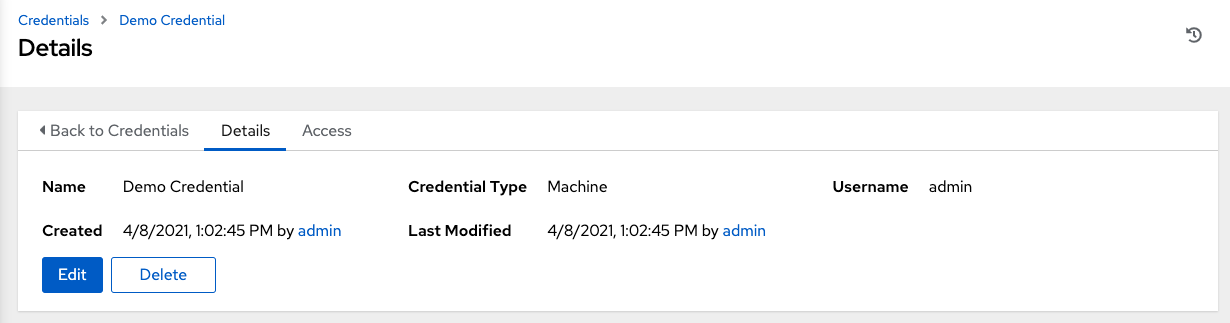 Credentials > Demo Credential
Details
Back to Credentials Details Access
Name Demo Credential Credential Type Machine Username admin
Created 4/8/2021, 1:02:45 PM by admin Last Modified 4/8/2021, 1:02:45 PM by admin
Edit Delete